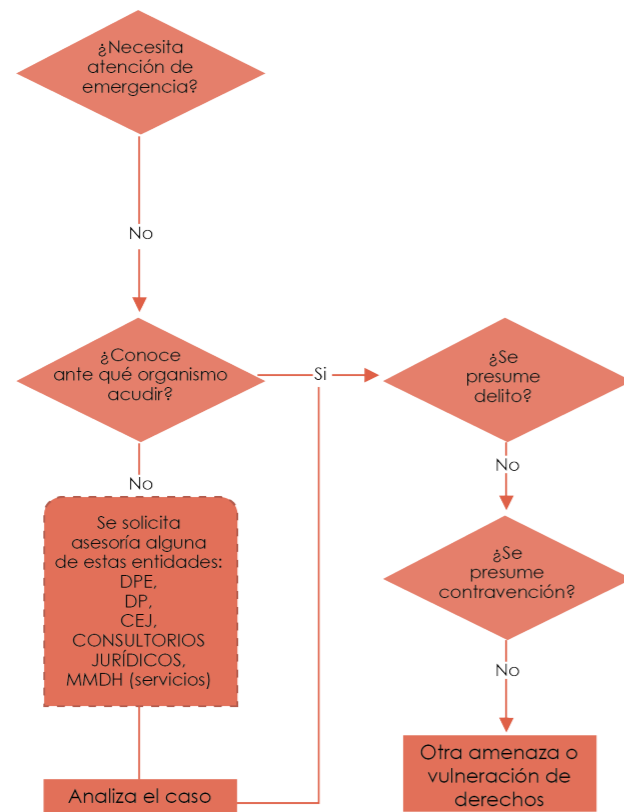 ¿Necesita
atención de
emergencia?
No
¿Conoce
ante qué organismo
acudir?
Si
¿Se
presume
delito?
No
No
Se solicita
asesoría alguna
de estas entidades:
DPE,
DP,
CEJ,
CONSULTORIOS
JURÍDICOS,
MMDH (servicios)
¿Se
presume
contravención?
No
Analiza el caso
Otra amenaza o
vulneración de
derechos